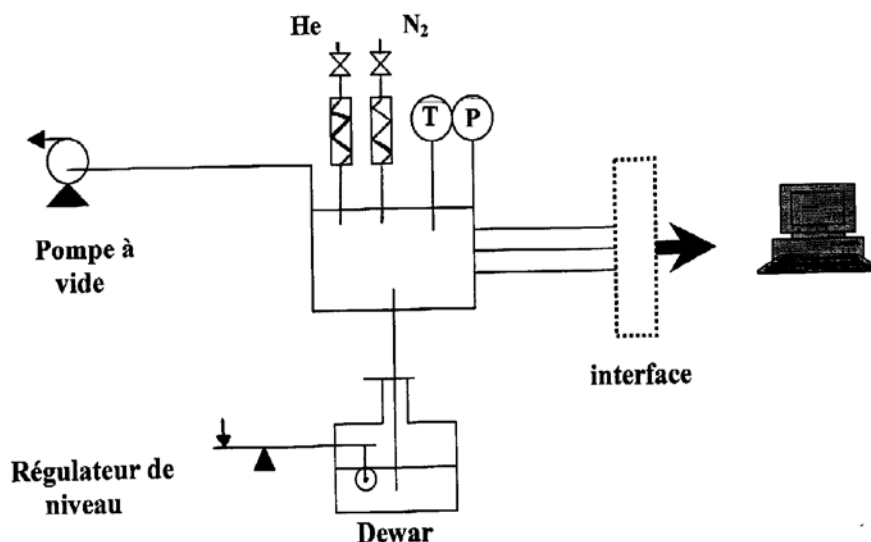 He
N₂
T
P
Pompe à
vide
interface
Régulateur de
niveau
Dewar